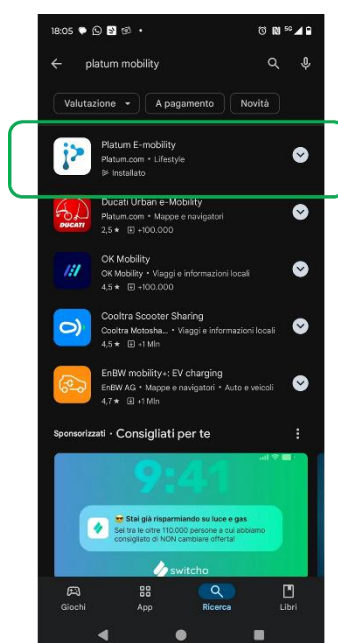 18:05
5G
platum mobility
Valutazione
A pagamento
Novità
Platum E-mobility
Platum.com • Lifestyle
Installato
Ducati Urban e-Mobility
Platum.com • Mappe e navigatori
2,5 ★ +100.000
DUCATI
OK Mobility
OK Mobility • Viaggi e informazioni locali
4,5 ★ +100.000
Cooltra Scooter Sharing
Cooltra Motosha... • Viaggi e informazioni locali
4,5 ★ +1 Mln
EnBW mobility+: EV charging
EnBW AG • Mappe e navigatori • Auto e veicoli
4,7 ★ +1 Mln
Sponsorizzati • Consigliati per te
9:41
Stai già risparmiando su luce e gas
Sei tra le oltre 110.000 persone a cui abbiamo
consigliato di NON cambiare offerta!
switcho
Giochi
App
Ricerca
Libri